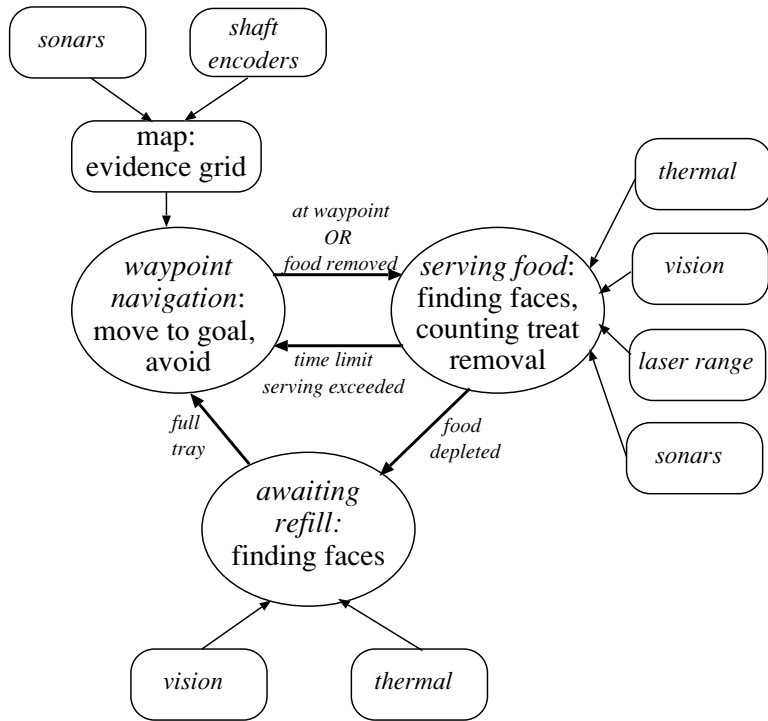 sonars
shaft
encoders
map:
evidence grid
thermal
at waypoint
OR
food removed
waypoint
navigation:
move to goal,
avoid
serving food:
finding faces,
counting treat
removal
vision
laser range
time limit
serving exceeded
full
tray
food
depleted
sonars
awaiting
refill:
finding faces
vision
thermal